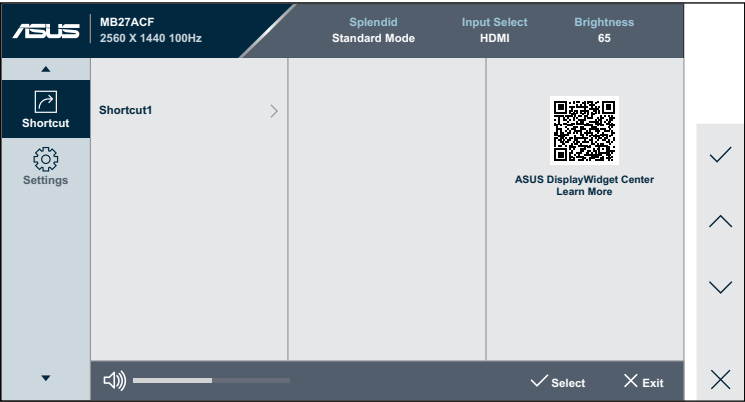 ASUS
MB27ACF
2560 X 1440 100Hz
Splendid
Standard Mode
Input Select
HDMI
Brightness
65
Shortcut
Settings
Shortcut1
ASUS DisplayWidget Center
Learn More
Select
Exit